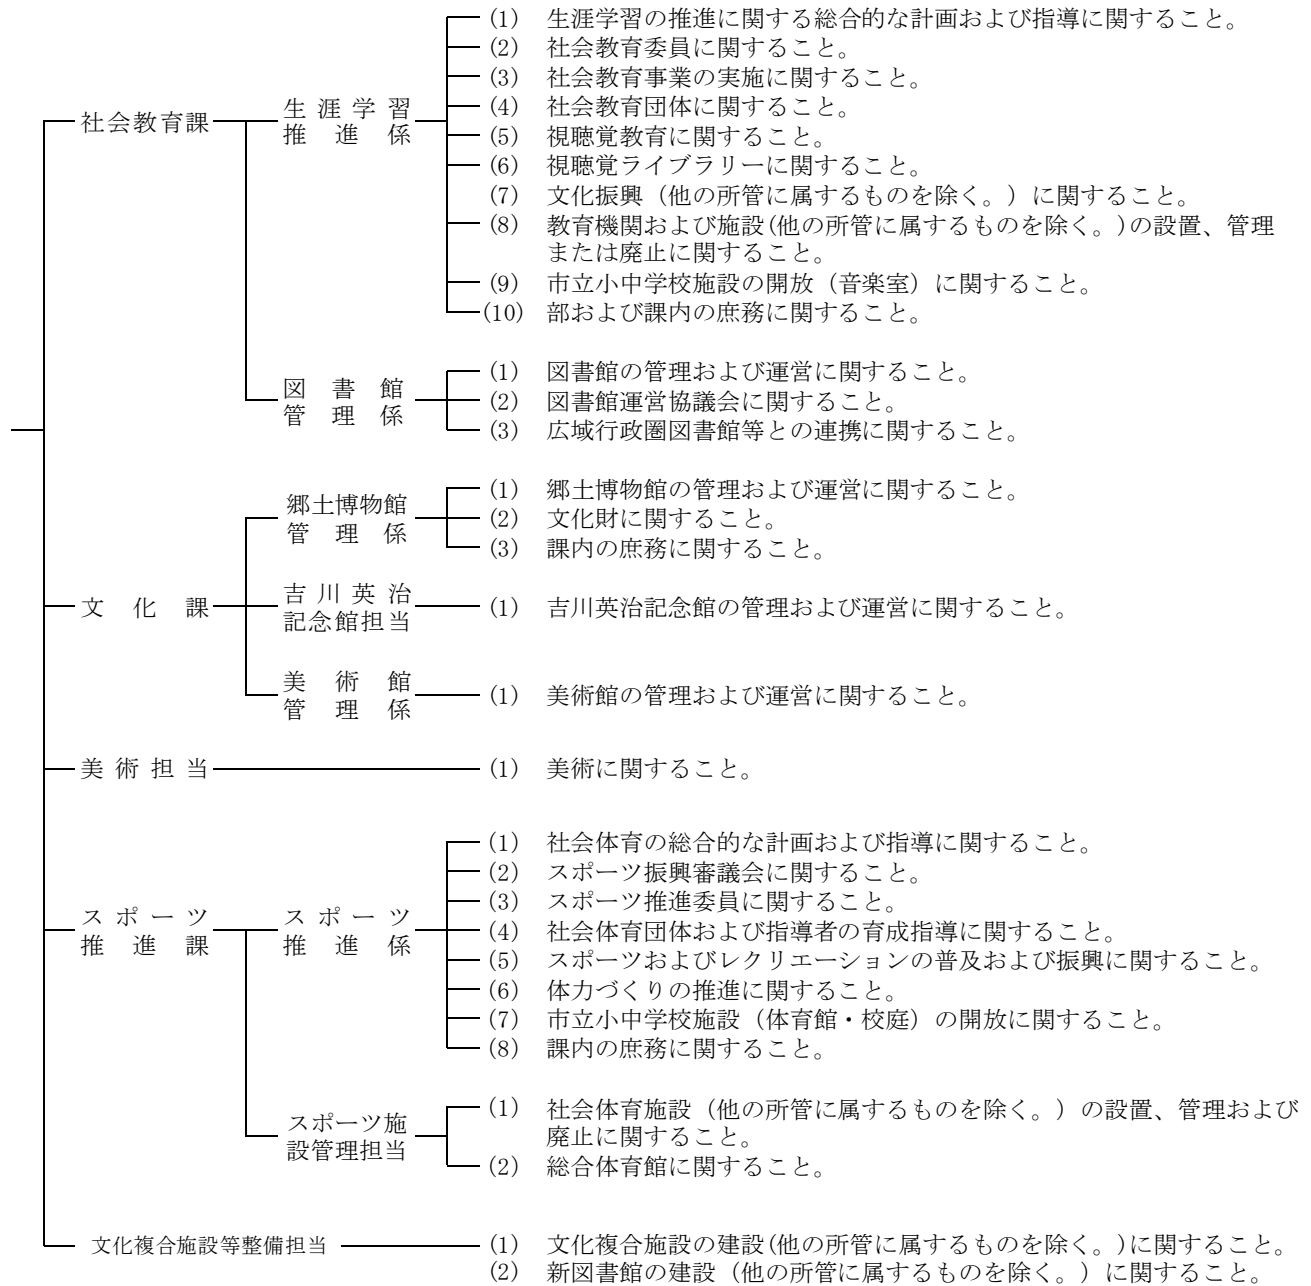 社会教育課
生涯学習
推進係
(1) 生涯学習の推進に関する総合的な計画および指導に関すること。
(2) 社会教育委員に関すること。
(3) 社会教育事業の実施に関すること。
(4) 社会教育団体に関すること。
(5) 視聴覚教育に関すること。
(6) 視聴覚ライブラリーに関すること。
(7) 文化振興（他の所管に属するものを除く。）に関すること。
(8) 教育機関および施設(他の所管に属するものを除く。)の設置、管理
または廃止に関すること。
(9) 市立小中学校施設の開放（音楽室）に関すること。
(10) 部および課内の庶務に関すること。
図書館
管理係
(1) 図書館の管理および運営に関すること。
(2) 図書館運営協議会に関すること。
(3) 広域行政圏図書館等との連携に関すること。
文化課
郷土博物館
管理係
(1) 郷土博物館の管理および運営に関すること。
(2) 文化財に関すること。
(3) 課内の庶務に関すること。
吉川英治
記念館担当
(1) 吉川英治記念館の管理および運営に関すること。
美術館
管理係
(1) 美術館の管理および運営に関すること。
美術担当
(1) 美術に関すること。
スポーツ
推進課
スポーツ
推進係
(1) 社会体育の総合的な計画および指導に関すること。
(2) スポーツ振興審議会に関すること。
(3) スポーツ推進委員に関すること。
(4) 社会体育団体および指導者の育成指導に関すること。
(5) スポーツおよびレクリエーションの普及および振興に関すること。
(6) 体力づくりの推進に関すること。
(7) 市立小中学校施設（体育館・校庭）の開放に関すること。
(8) 課内の庶務に関すること。
スポーツ施
設管理担当
(1) 社会体育施設（他の所管に属するものを除く。）の設置、管理および
廃止に関すること。
(2) 総合体育館に関すること。
文化複合施設等整備担当
(1) 文化複合施設の建設(他の所管に属するものを除く。)に関すること。
(2) 新図書館の建設（他の所管に属するものを除く。）に関すること。